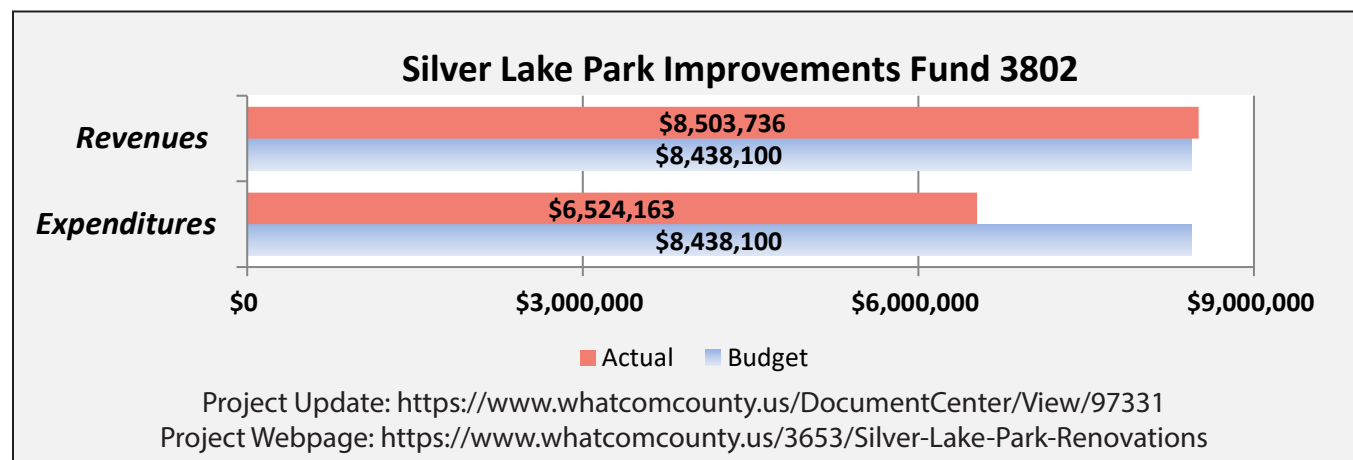 Silver Lake Park Improvements Fund 3802
Revenues
$8,503,736
$8,438,100
Expenditures
$6,524,163
$8,438,100
$0 $3,000,000 $6,000,000 $9,000,000
Actual Budget
Project Update: https://www.whatcomcounty.us/DocumentCenter/View/97331
Project Webpage: https://www.whatcomcounty.us/3653/Silver-Lake-Park-Renovations